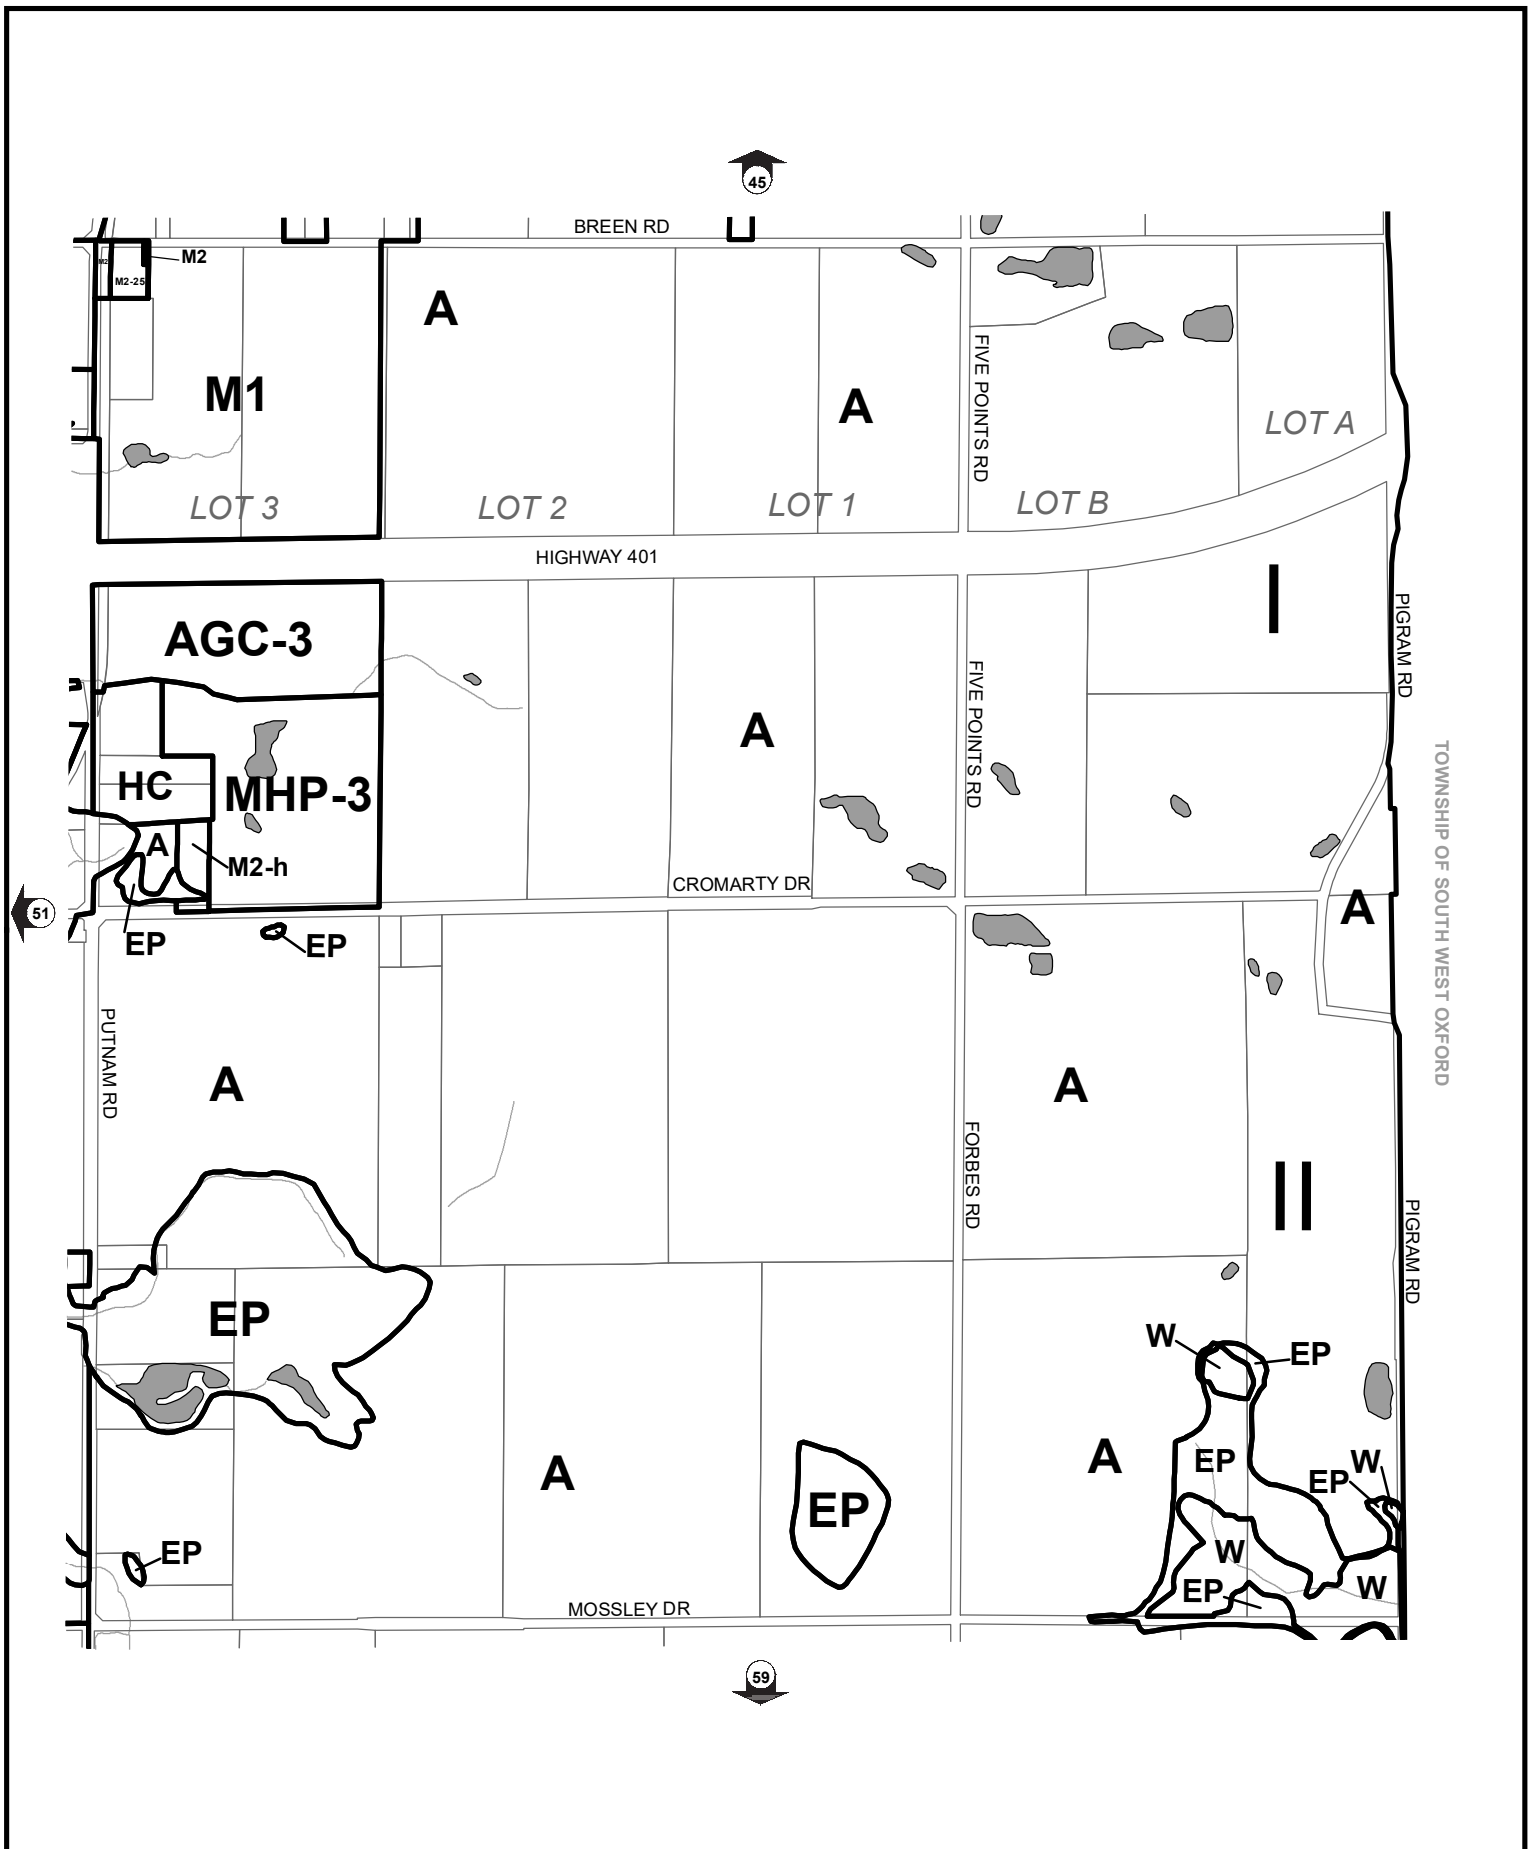 45
BREEN RD
M2
M2
M2-25
A
M1
A
FIVE POINTS RD
LOT A
LOT 3
LOT 2
LOT 1
LOT B
HIGHWAY 401
I
AGC-3
PIGRAM RD
FIVE POINTS RD
A
HC
MHP-3
TOWNSHIP OF SOUTH WEST OXFORD
A
M2-h
CROMARTY DR
51
A
EP
EP
PUTNAM RD
A
A
FORBES RD
II
PIGRAM RD
EP
W
EP
A
A
EP
W
EP
EP
EP
W
EP
W
EP
MOSSLEY DR
59